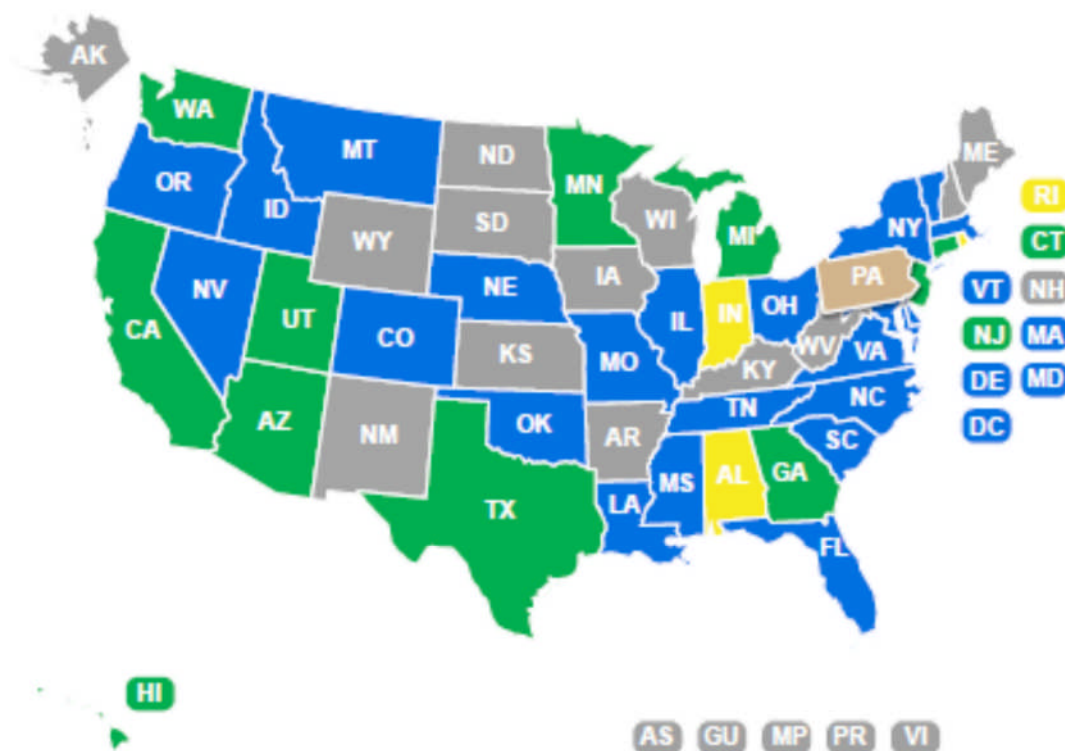 AK
WA
MT
ND
MN
ME
OR
ID
SD
WI
MI
NY
RI
WY
CT
IA
PA
NV
NE
VT NH
UT
CO
IL
IN
OH
CA
KS
MO
WV
VA
NJ MA
KY
DE MD
AZ
NM
OK
AR
TN
NC
DC
SC
TX
MS
AL
GA
LA
FL
HI
AS GU MP PR VI